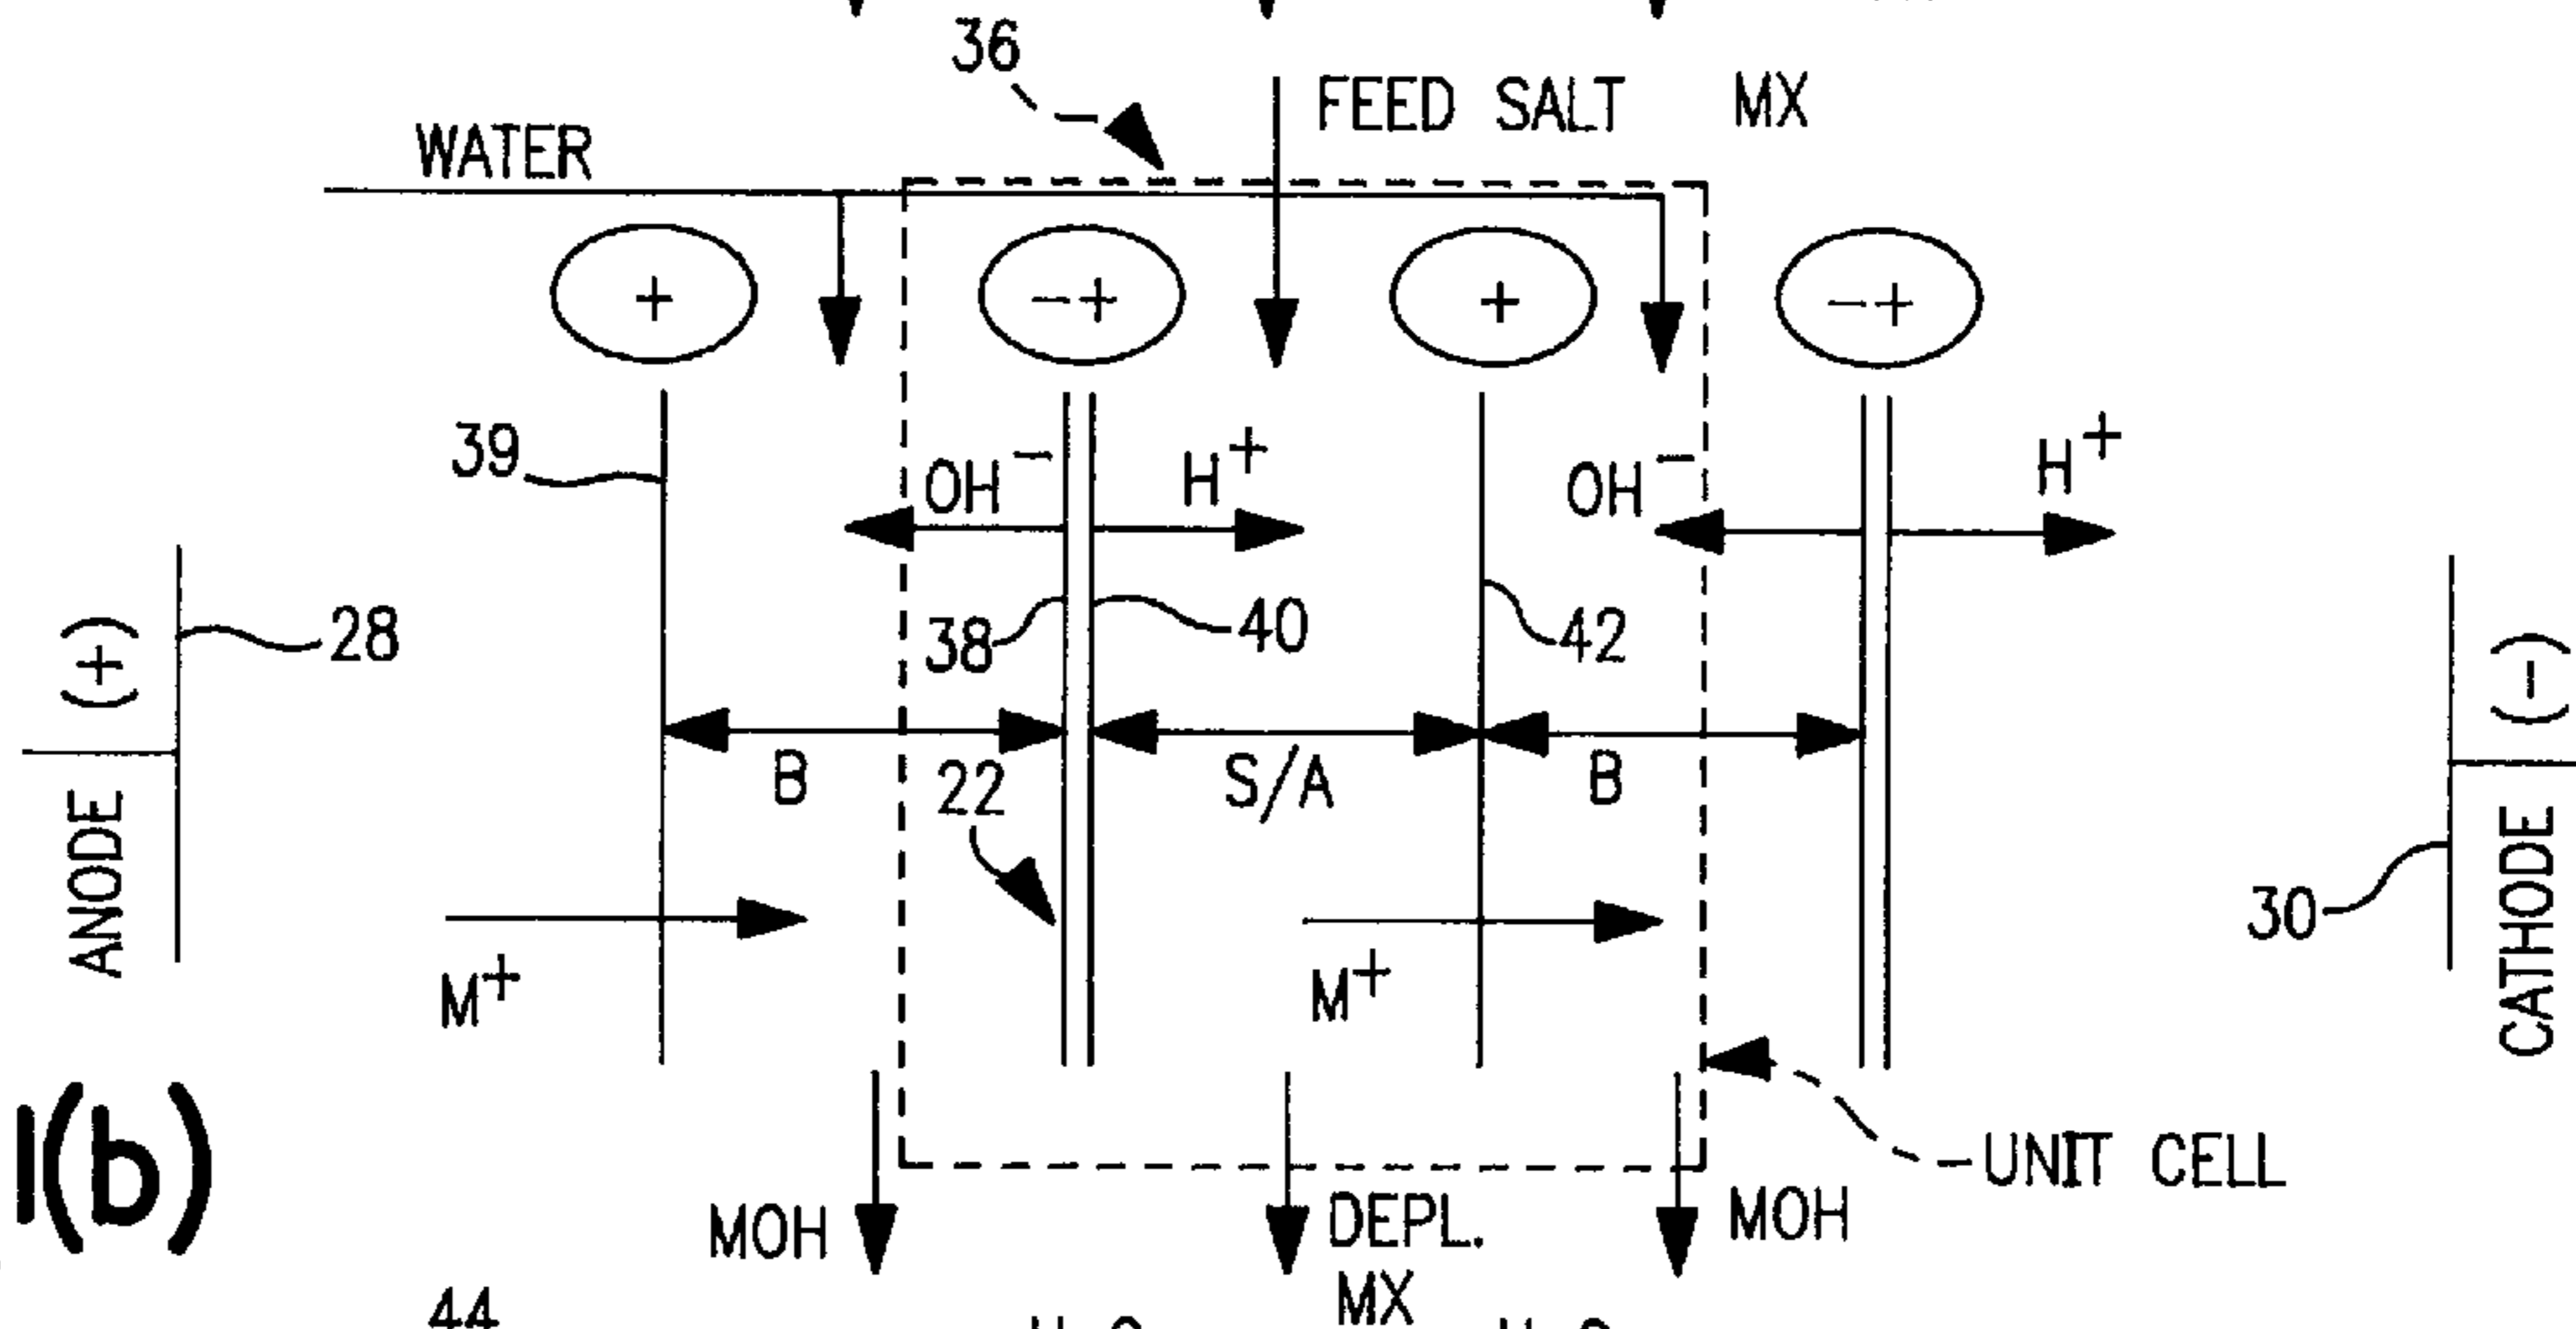 36
FEED SALT MX
WATER
+
-+
+
-+
39
OH⁻
H⁺
OH⁻
H⁺
ANODE (+)
28
38
40
42
CATHODE (-)
30
B
22
S/A
B
M⁺
M⁺
UNIT CELL
1(b)
MOH
DEPL.
MX
MOH
44